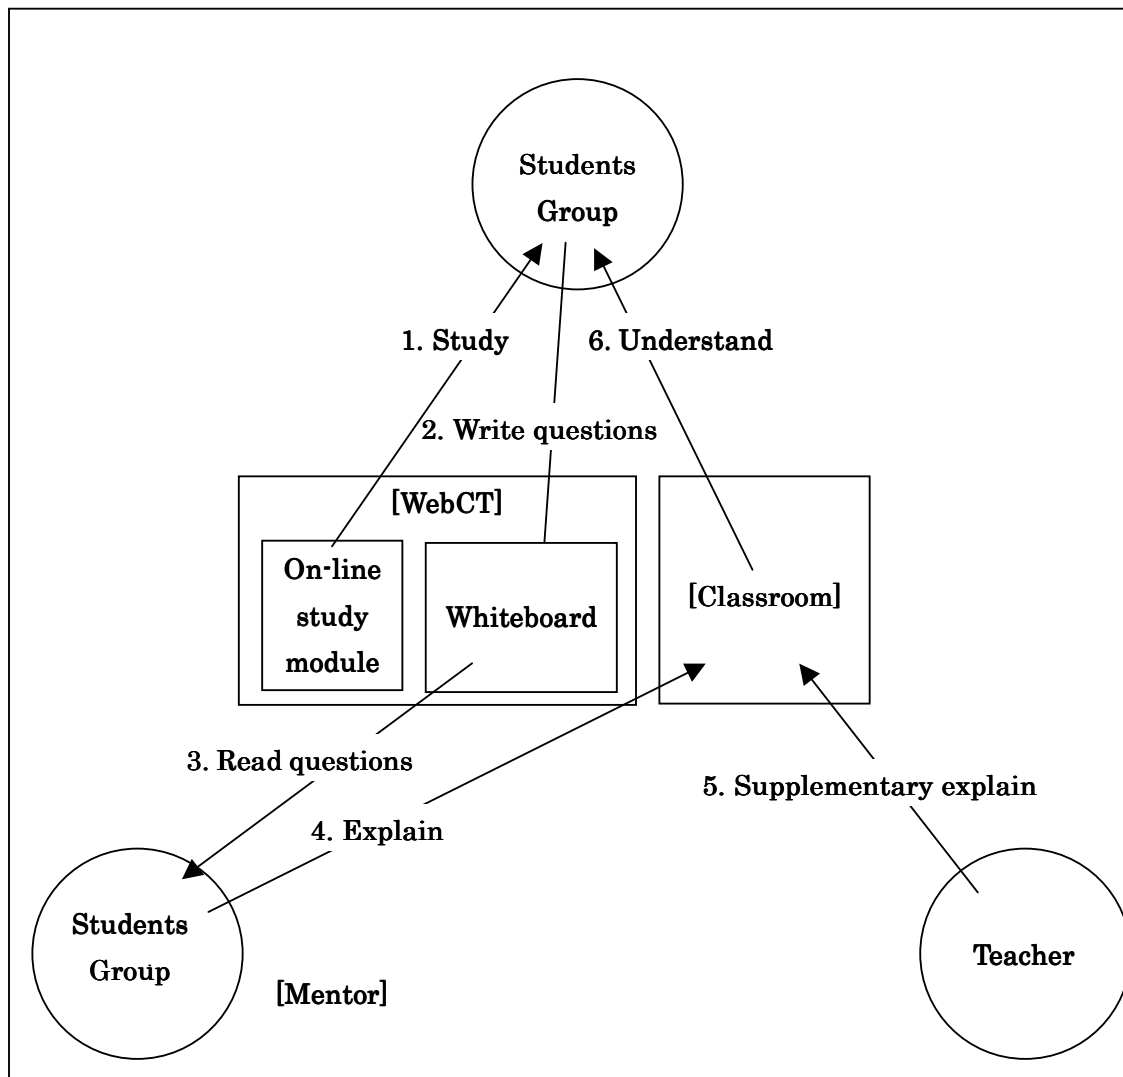 Students
Group
1. Study
6. Understand
2. Write questions
[WebCT]
On-line
study
module
Whiteboard
[Classroom]
3. Read questions
5. Supplementary explain
4. Explain
Students
Group
[Mentor]
Teacher